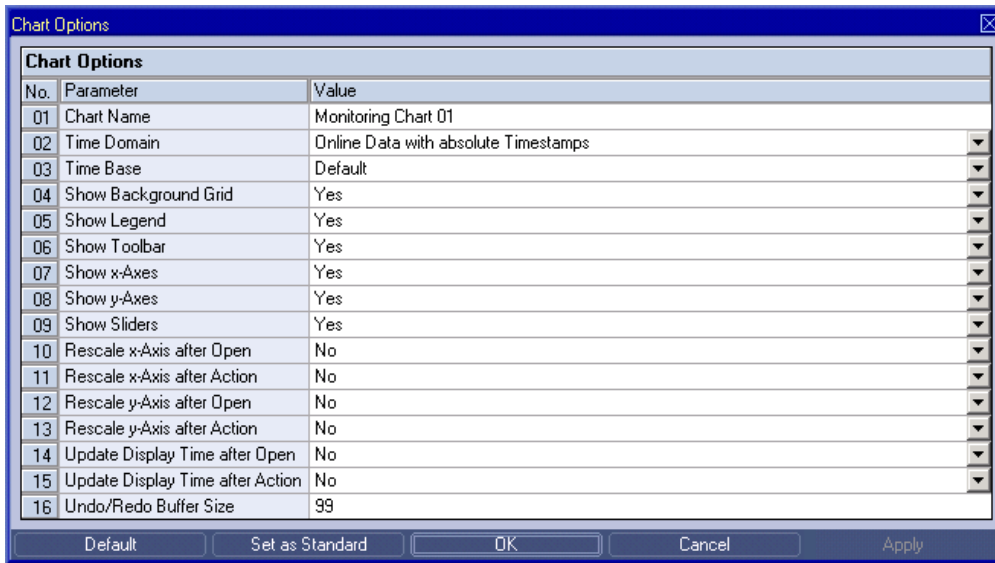 Chart Options
Chart Options
No. Parameter Value
01 Chart Name Monitoring Chart 01
02 Time Domain Online Data with absolute Timestamps
03 Time Base Default
04 Show Background Grid Yes
05 Show Legend Yes
06 Show Toolbar Yes
07 Show x-Axes Yes
08 Show y-Axes Yes
09 Show Sliders Yes
10 Rescale x-Axis after Open No
11 Rescale x-Axis after Action No
12 Rescale y-Axis after Open No
13 Rescale y-Axis after Action No
14 Update Display Time after Open No
15 Update Display Time after Action No
16 Undo/Redo Buffer Size 99
Default Set as Standard OK Cancel Apply